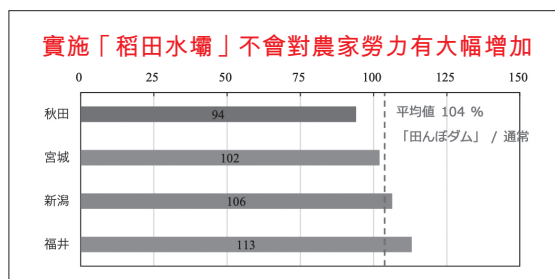 實施「稻田水壩」不會對農家勞力有大幅增加
0 25 50 75 100 125 150
秋田 94
平均値 104 %
「田んぼダム」 / 通常
宮城 102
新潟 106
福井 113